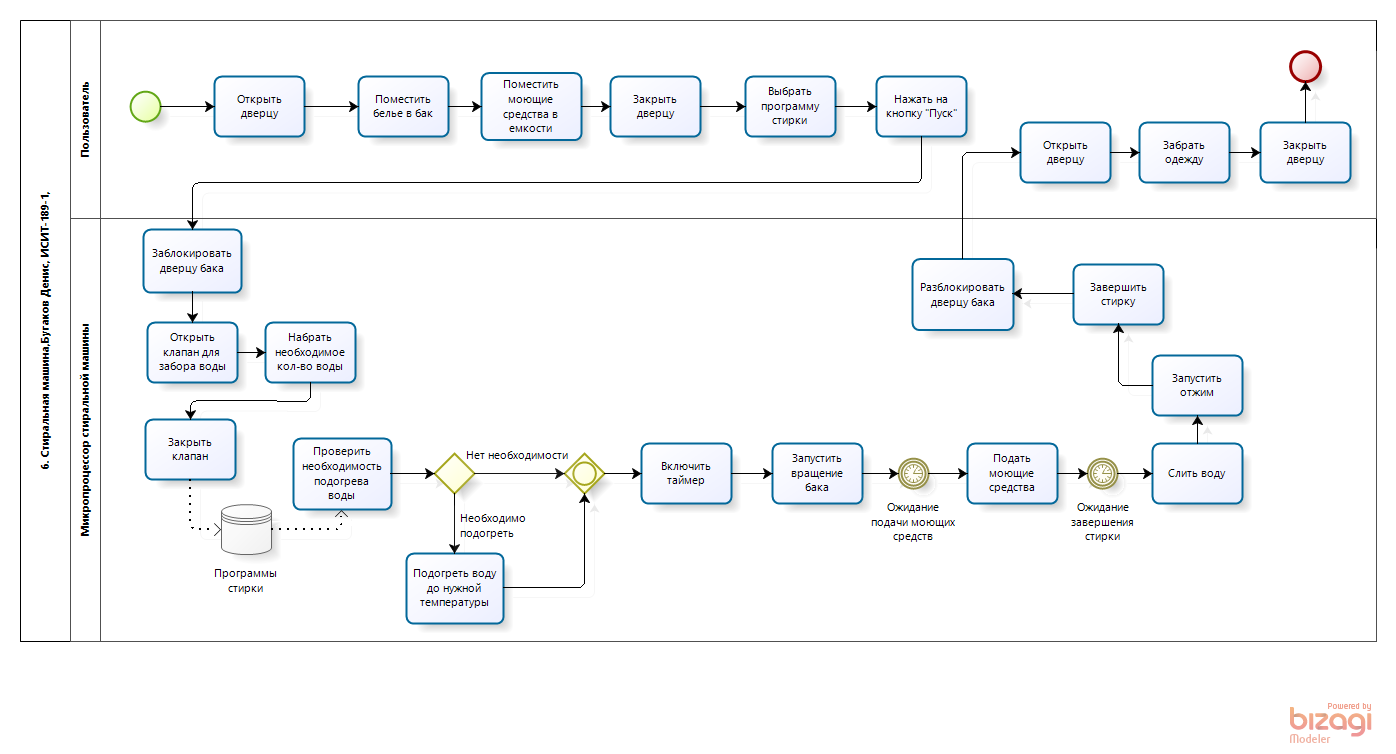 6. Стиральная машина,Бугаков Денис, ИСИТ-189-1,
Пользователь
Открыть
дверцу
Поместить
белье в бак
Поместить
моющие
средства в
емкости
Закрыть
дверцу
Выбрать
программу
стирки
Нажать на
кнопку "Пуск"
Открыть
дверцу
Забрать
одежду
Закрыть
дверцу
Микропроцессор стиральной машины
Заблокировать
дверцу бака
Открыть
клапан для
забора воды
Набрать
необходимое
кол-во воды
Закрыть
клапан
Программы
стирки
Проверить
необходимость
подогрева
воды
Нет необходимости
Необходимо
подогреть
Подогреть воду
до нужной
температуры
Включить
таймер
Запустить
вращение
бака
Ожидание
подачи моющих
средств
Подать
моющие
средства
Ожидание
завершения
стирки
Слить воду
Запустить
отжим
Завершить
стирку
Разблокировать
дверцу бака
Powered by
bizagi
Modeler